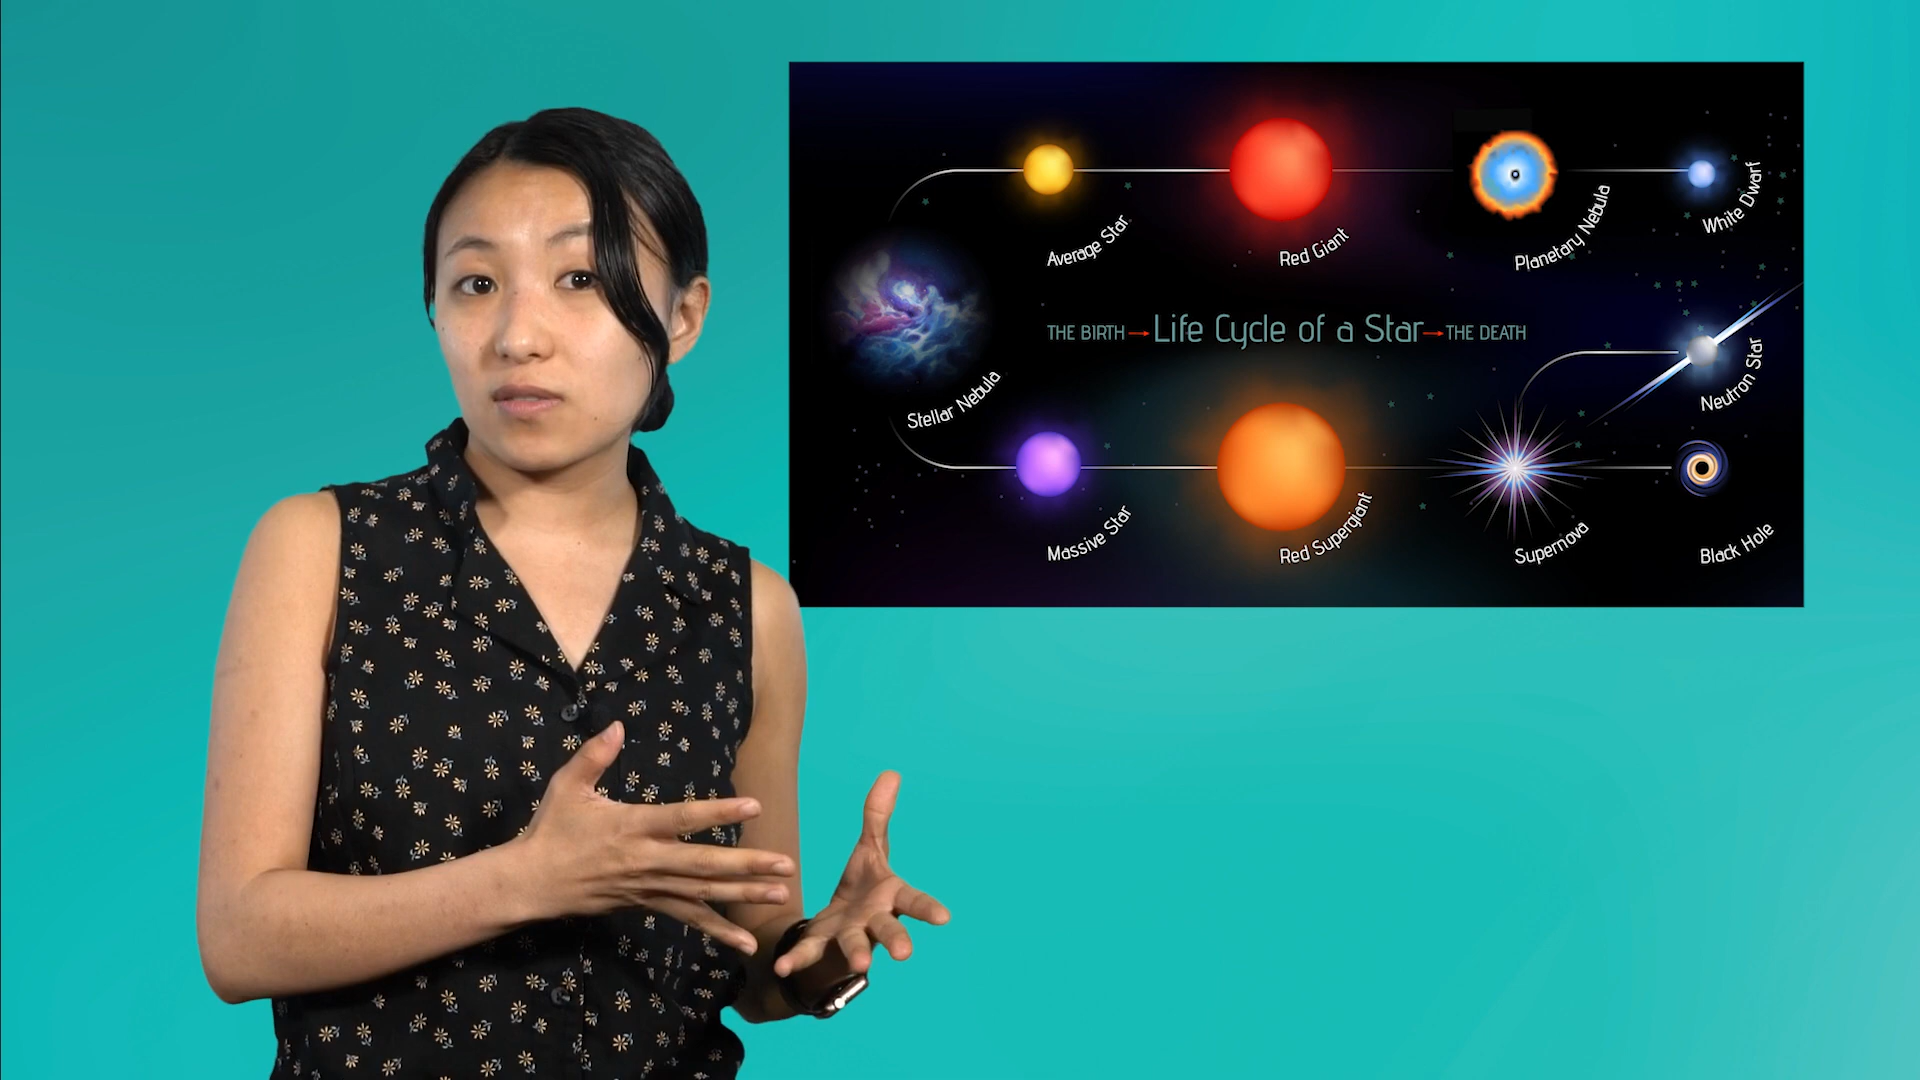 Average Star
Red Giant
Planetary Nebula
White Dwarf
THE BIRTH → Life Cycle of a Star → THE DEATH
Stellar Nebula
Neutron Star
Massive Star
Red Supergiant
Supernova
Black Hole